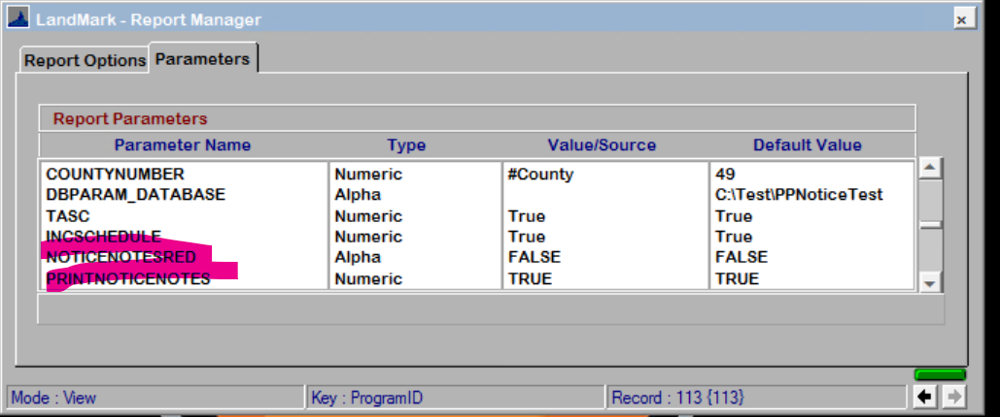 LandMark - Report Manager
Report Options Parameters
Report Parameters
Parameter Name Type Value/Source Default Value
COUNTYNUMBER Numeric #County 49
DBPARAM_DATABASE Alpha C:\Test\PPNoticeTest
TASC Numeric True True
INCSCHEDULE Numeric True True
NOTICENOTESRED Alpha FALSE FALSE
PRINTNOTICENOTES Numeric TRUE TRUE
Mode : View Key : ProgramID Record : 113 {113}